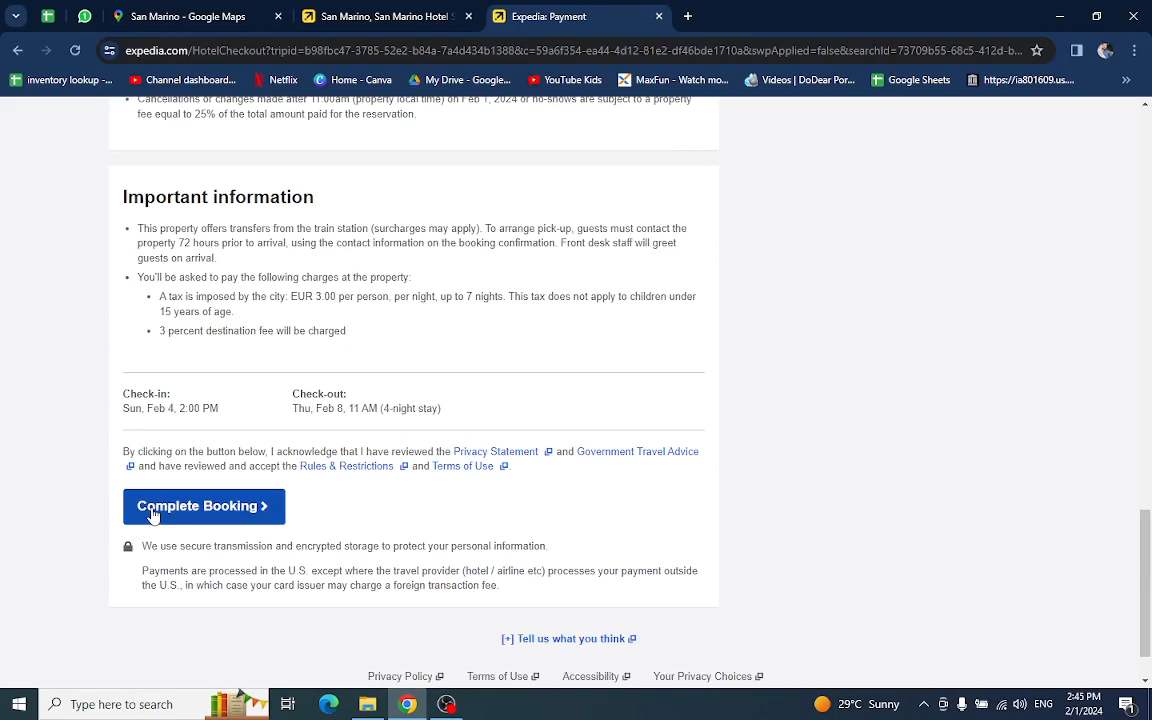 San Marino - Google Maps
San Marino, San Marino Hotel S
Expedia: Payment
expedia.com/HotelCheckout?tripid=b98fbc47-3785-52e2-b84a-7a4d434b1388&c=59a6f354-ea44-4d12-81e2-df46bde1710a&swpApplied=false&searchId=73709b55-68c5-412d-b...
inventory lookup -...
Channel dashboard...
Netflix
Home - Canva
My Drive - Google...
YouTube Kids
MaxFun - Watch mo...
Videos | DoDear Por...
Google Sheets
https://ia801609.us....
Cancellations or changes made after 11:00am (property local time) on Feb 1, 2024 or no-shows are subject to a property
fee equal to 25% of the total amount paid for the reservation.
Important information
This property offers transfers from the train station (surcharges may apply). To arrange pick-up, guests must contact the
property 72 hours prior to arrival, using the contact information on the booking confirmation. Front desk staff will greet
guests on arrival.
You'll be asked to pay the following charges at the property:
A tax is imposed by the city: EUR 3.00 per person, per night, up to 7 nights. This tax does not apply to children under
15 years of age.
3 percent destination fee will be charged
Check-in:
Sun, Feb 4, 2:00 PM
Check-out:
Thu, Feb 8, 11 AM (4-night stay)
By clicking on the button below, I acknowledge that I have reviewed the Privacy Statement and Government Travel Advice
and have reviewed and accept the Rules & Restrictions and Terms of Use .
Complete Booking
We use secure transmission and encrypted storage to protect your personal information.
Payments are processed in the U.S. except where the travel provider (hotel / airline etc) processes your payment outside
the U.S., in which case your card issuer may charge a foreign transaction fee.
[+] Tell us what you think
Privacy Policy Terms of Use Accessibility Your Privacy Choices
Type here to search
29°C Sunny
ENG
2:45 PM
2/1/2024
1